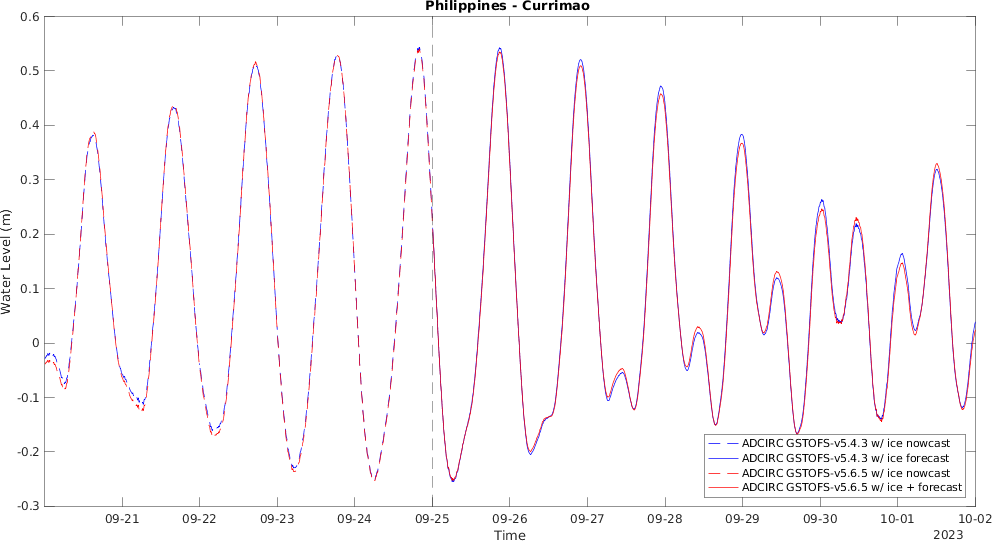 Philippines - Currimao
0.6
0.5
0.4
0.3
0.2
0.1
0
-0.1
-0.2
-0.3
Water Level (m)
ADCIRC GSTOFS-v5.4.3 w/ ice nowcast
ADCIRC GSTOFS-v5.4.3 w/ ice forecast
ADCIRC GSTOFS-v5.6.5 w/ ice nowcast
ADCIRC GSTOFS-v5.6.5 w/ ice + forecast
09-21 09-22 09-23 09-24 09-25 09-26 09-27 09-28 09-29 09-30 10-01 10-02
Time
2023